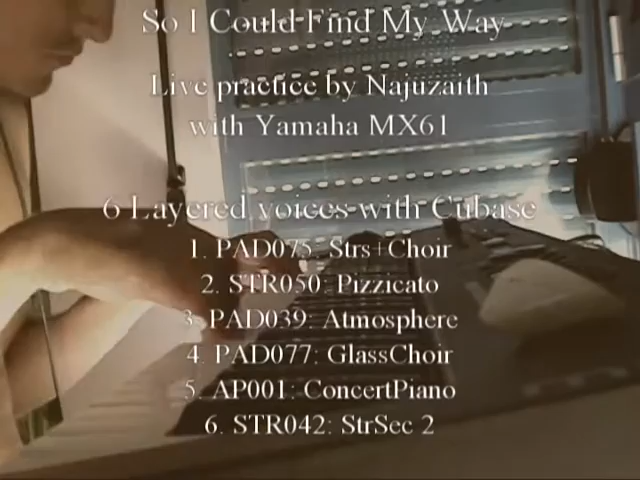 So I Could Find My Way
Live practice by Najuzaith
with Yamaha MX61
6 Layered voices with Cubase
1. PAD075: Strs+Choir
2. STR050: Pizzicato
3. PAD039: Atmosphere
4. PAD077: GlassChoir
5. AP001: ConcertPiano
6. STR042: StrSec 2